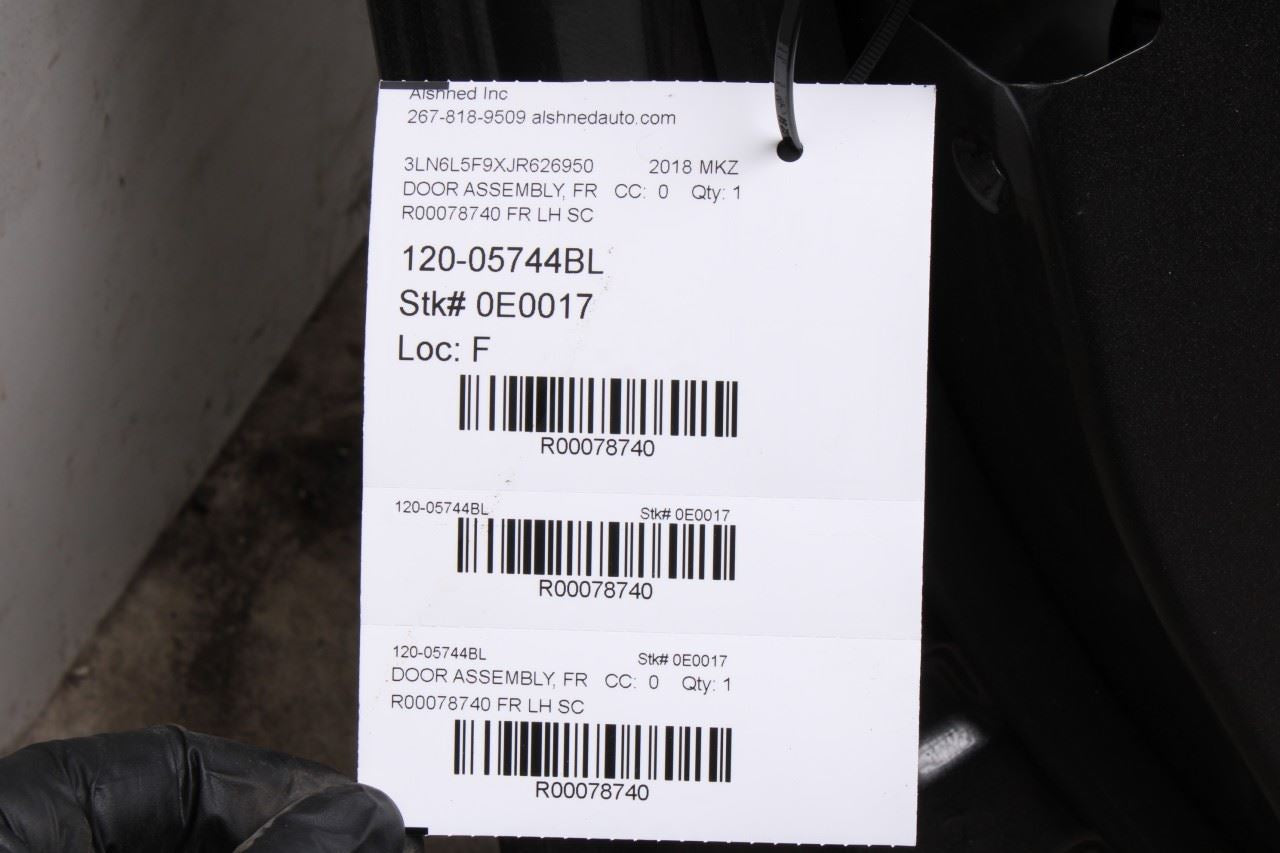 Alshned Inc
267-818-9509 alshnedauto.com
3LN6L5F9XJR626950 2018 MKZ
DOOR ASSEMBLY, FR CC: 0 Qty: 1
R00078740 FR LH SC
120-05744BL
Stk# 0E0017
Loc: F
R00078740
120-05744BL Stk# 0E0017
R00078740
120-05744BL Stk# 0E0017
DOOR ASSEMBLY, FR CC: 0 Qty: 1
R00078740 FR LH SC
R00078740